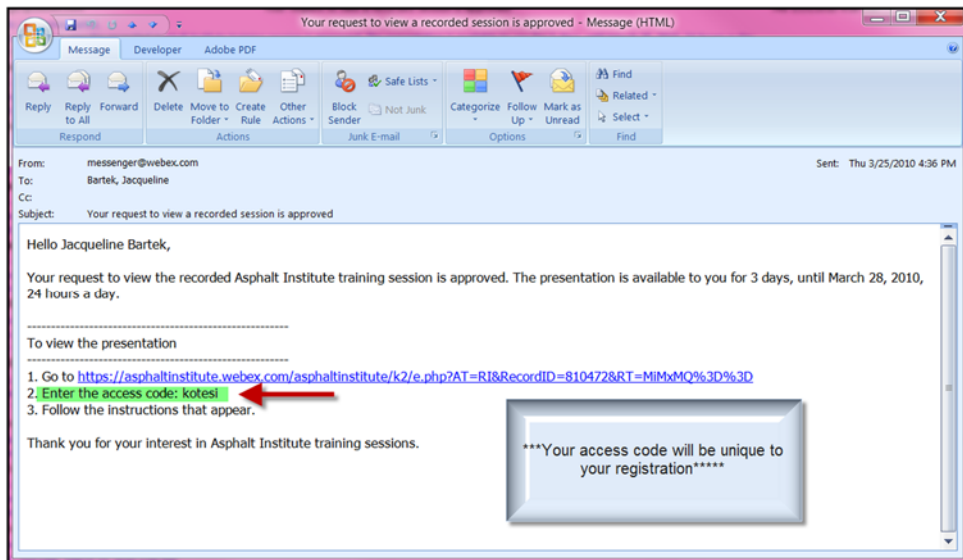 Your request to view a recorded session is approved - Message (HTML)
Message Developer Adobe PDF
Reply Reply to All Forward Delete Move to Folder Create Rule Other Actions Block Sender Safe Lists Not Junk Categorize Follow Up Mark as Unread Find Related Select
Respond Actions Junk E-mail Options Find
From: messenger@webex.com Sent: Thu 3/25/2010 4:36 PM
To: Bartek, Jacqueline
Cc:
Subject: Your request to view a recorded session is approved
Hello Jacqueline Bartek,
Your request to view the recorded Asphalt Institute training session is approved. The presentation is available to you for 3 days, until March 28, 2010,
24 hours a day.
-------------------------------------------------------
To view the presentation
-------------------------------------------------------
1. Go to https://asphaltinstitute.webex.com/asphaltinstitute/k2/e.php?AT=RI&RecordID=810472&RT=MiMxMQ%3D%3D
2. Enter the access code: kotesi
3. Follow the instructions that appear.
Thank you for your interest in Asphalt Institute training sessions.
***Your access code will be unique to
your registration*****